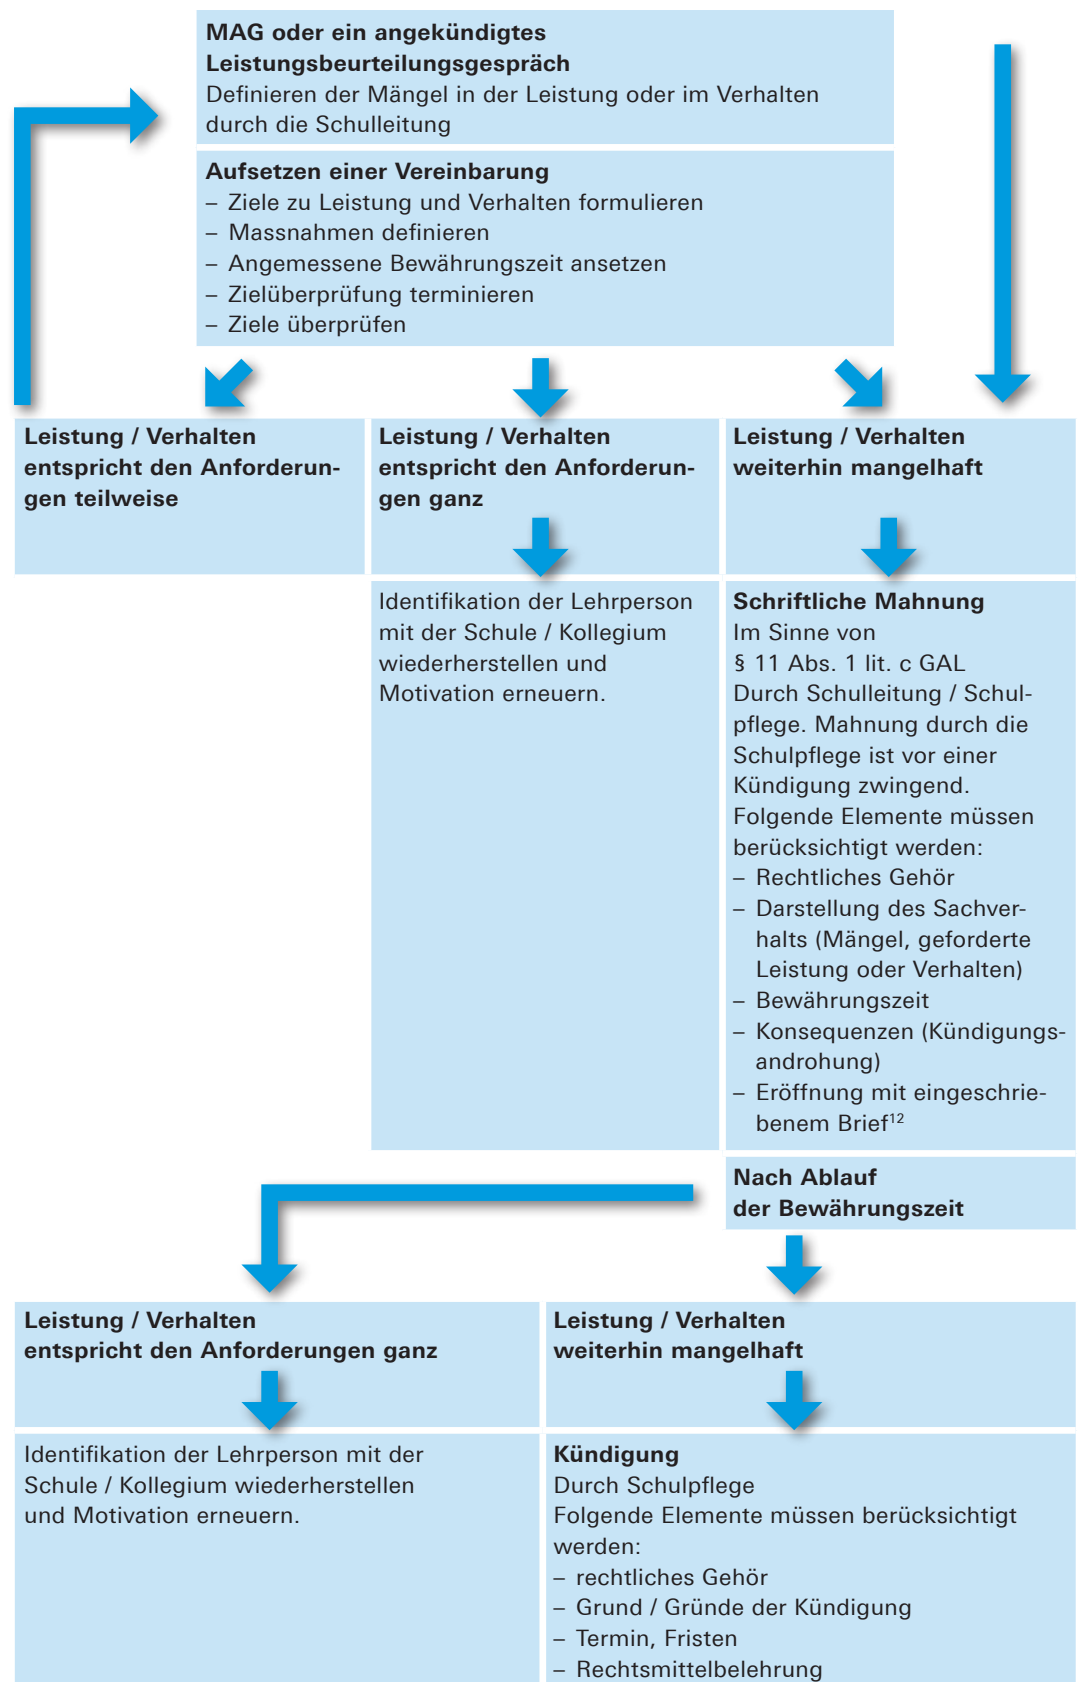 MAG oder ein angekündigtes
Leistungsbeurteilungsgespräch
Definieren der Mängel in der Leistung oder im Verhalten
durch die Schulleitung
Aufsetzen einer Vereinbarung
– Ziele zu Leistung und Verhalten formulieren
– Massnahmen definieren
– Angemessene Bewährungszeit ansetzen
– Zielüberprüfung terminieren
– Ziele überprüfen
Leistung / Verhalten
entspricht den Anforderun-
gen teilweise
Leistung / Verhalten
entspricht den Anforderun-
gen ganz
Leistung / Verhalten
weiterhin mangelhaft
Identifikation der Lehrperson
mit der Schule / Kollegium
wiederherstellen und
Motivation erneuern.
Schriftliche Mahnung
Im Sinne von
§ 11 Abs. 1 lit. c GAL
Durch Schulleitung / Schul-
pflege. Mahnung durch die
Schulpflege ist vor einer
Kündigung zwingend.
Folgende Elemente müssen
berücksichtigt werden:
– Rechtliches Gehör
– Darstellung des Sachver-
halts (Mängel, geforderte
Leistung oder Verhalten)
– Bewährungszeit
– Konsequenzen (Kündigungs-
androhung)
– Eröffnung mit eingeschrie-
benem Brief12
Nach Ablauf
der Bewährungszeit
Leistung / Verhalten
entspricht den Anforderungen ganz
Leistung / Verhalten
weiterhin mangelhaft
Identifikation der Lehrperson mit der
Schule / Kollegium wiederherstellen
und Motivation erneuern.
Kündigung
Durch Schulpflege
Folgende Elemente müssen berücksichtigt
werden:
– rechtliches Gehör
– Grund / Gründe der Kündigung
– Termin, Fristen
– Rechtsmittelbelehrung